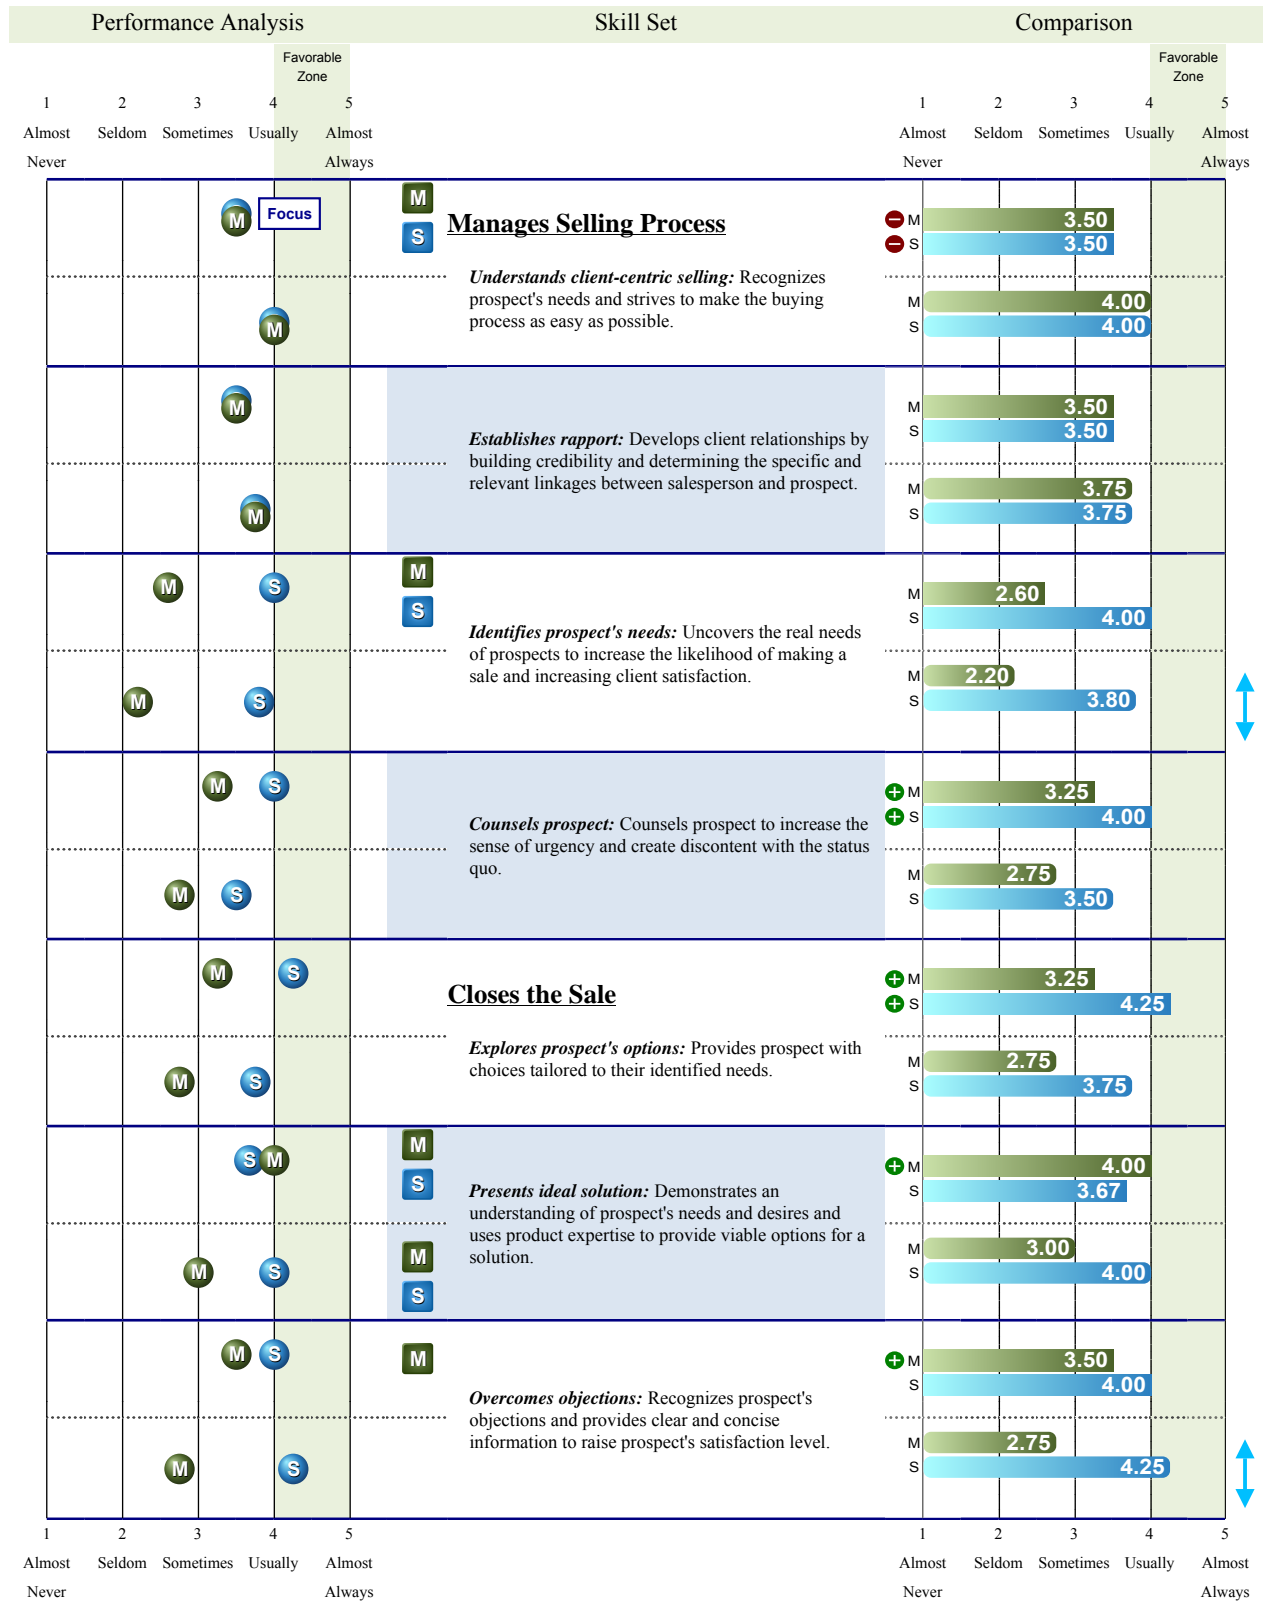 Performance Analysis Skill Set Comparison
Favorable Zone Favorable Zone
1 2 3 4 5 1 2 3 4 5
Almost Never Seldom Sometimes Usually Almost Always Almost Never Seldom Sometimes Usually Almost Always
M Focus
M
S
Manages Selling Process
M 3.50
S 3.50
Understands client-centric selling: Recognizes
prospect's needs and strives to make the buying
process as easy as possible.
M
M 4.00
S 4.00
M
Establishes rapport: Develops client relationships by
building credibility and determining the specific and
relevant linkages between salesperson and prospect.
M 3.50
S 3.50
M
M 3.75
S 3.75
M S
M
S
Identifies prospect's needs: Uncovers the real needs
of prospects to increase the likelihood of making a
sale and increasing client satisfaction.
M 2.60
S 4.00
M S
M 2.20
S 3.80
M S
Counsels prospect: Counsels prospect to increase the
sense of urgency and create discontent with the status
quo.
M 3.25
S 4.00
M S
M 2.75
S 3.50
M S
Closes the Sale
M 3.25
S 4.25
Explores prospect's options: Provides prospect with
choices tailored to their identified needs.
M S
M 2.75
S 3.75
S M
M
S
Presents ideal solution: Demonstrates an
understanding of prospect's needs and desires and
uses product expertise to provide viable options for a
solution.
M 4.00
S 3.67
M S
M
S
M 3.00
S 4.00
M S
M
Overcomes objections: Recognizes prospect's
objections and provides clear and concise
information to raise prospect's satisfaction level.
M 3.50
S 4.00
M S
M 2.75
S 4.25
1 2 3 4 5 1 2 3 4 5
Almost Never Seldom Sometimes Usually Almost Always Almost Never Seldom Sometimes Usually Almost Always